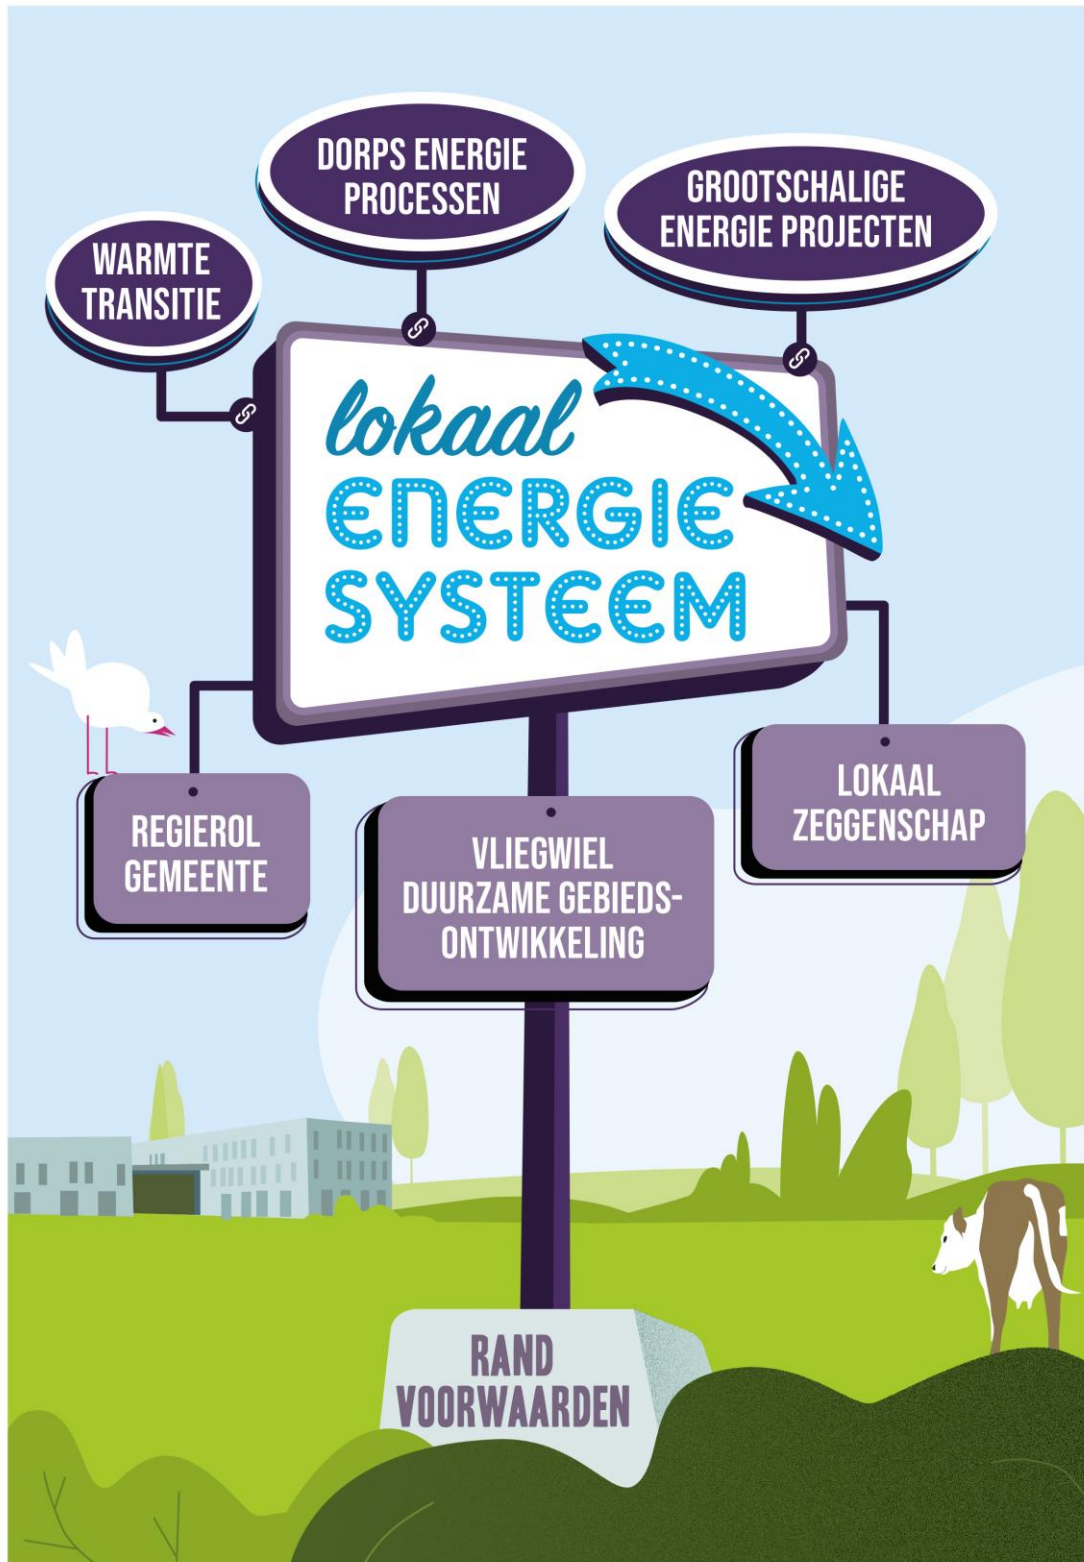 DORPS ENERGIE
PROCESSEN
GROOTSCHALIGE
ENERGIE PROJECTEN
WARMTE
TRANSITIE
lokaal
ENERGIE
SYSTEEM
LOKAAL
ZEGGENSCHAP
REGIEROL
GEMEENTE
VLIEGWIEL
DUURZAME GEBIEDS-
ONTWIKKELING
RAND
VOORWAARDEN